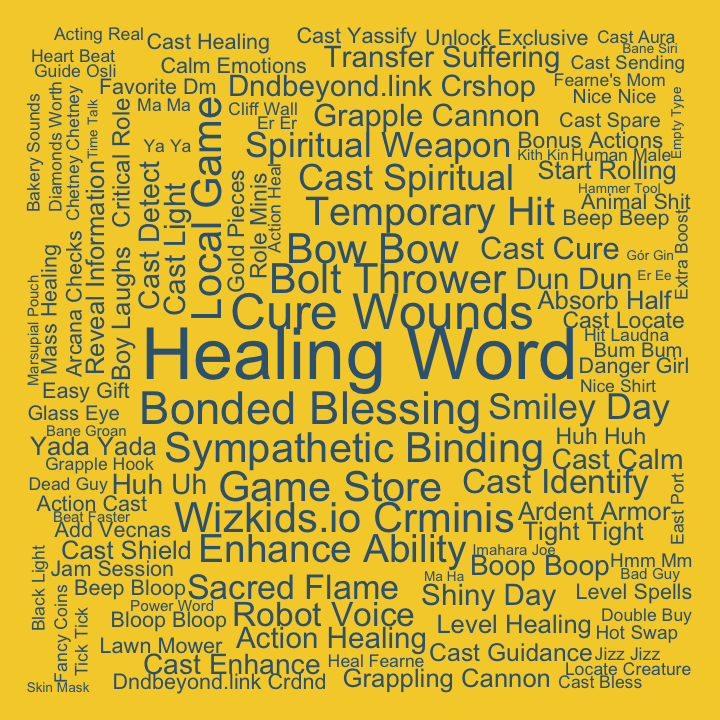 Acting Real
Cast Healing
Cast Yassify
Unlock Exclusive
Cast Aura
Bane Siri
Heart Beat
Guide Osli
Calm Emotions
Transfer Suffering
Cast Sending
Favorite Dm
Dndbeyond.link Crshop
Fearne's Mom
Nice Nice
Ma Ma
Cliff Wall
Er Er
Grapple Cannon
Cast Spare
Empty Type
Bakery Sounds
Diamonds Worth
Chetney Chetney
Time Talk
Critical Role
Ya Ya
Spiritual Weapon
Bonus Actions
Kith Kin
Human Male
Start Rolling
Cast Spiritual
Hammer Tool
Animal Shit
Beep Beep
Temporary Hit
Cast Detect
Cast Light
Local Game
Gold Pieces
Role Minis
Action Heal
Bow Bow
Cast Cure
Gór Gin
Er Ee
Extra Boost
Bolt Thrower
Dun Dun
Absorb Half
Marsupial Pouch
Mass Healing
Arcana Checks
Reveal Information
Boy Laughs
Cure Wounds
Cast Locate
Hit Laudna
Bum Bum
Healing Word
Danger Girl
Nice Shirt
Easy Gift
Glass Eye
Bonded Blessing
Smiley Day
Bane Groan
Yada Yada
Sympathetic Binding
Huh Huh
Grapple Hook
Cast Calm
Dead Guy
Huh Uh
Game Store
Cast Identify
East Port
Action Cast
Beat Faster
Add Vecnas
Wizkids.io Crminis
Ardent Armor
Tight Tight
Cast Shield
Enhance Ability
Imahara Joe
Boop Boop
Hmm Mm
Black Light
Jam Session
Ma Ha
Bad Guy
Beep Bloop
Sacred Flame
Shiny Day
Level Spells
Fancy Coins
Tick Tick
Power Word
Bloop Bloop
Robot Voice
Level Healing
Double Buy
Hot Swap
Lawn Mower
Action Healing
Cast Enhance
Heal Fearne
Cast Guidance
Jizz Jizz
Locate Creature
Skin Mask
Dndbeyond.link Crdnd
Grappling Cannon
Cast Bless